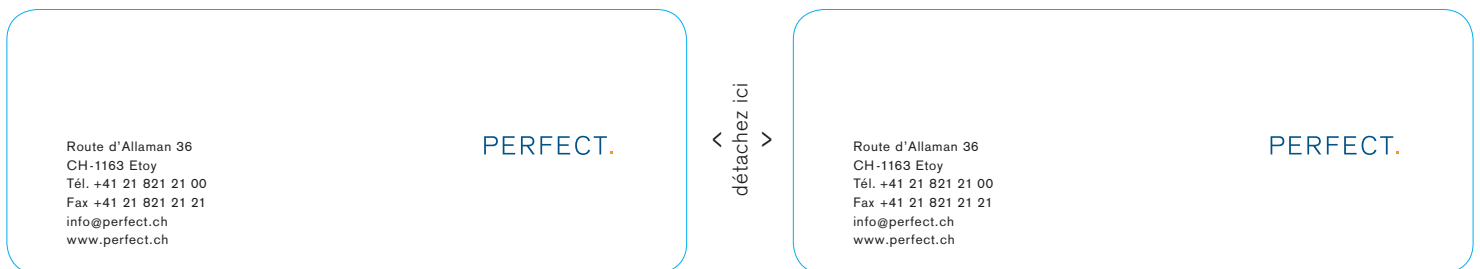 Route d'Allaman 36
CH-1163 Etoy
Tél. +41 21 821 21 00
Fax +41 21 821 21 21
info@perfect.ch
www.perfect.ch
PERFECT.
< détachez ici >
Route d'Allaman 36
CH-1163 Etoy
Tél. +41 21 821 21 00
Fax +41 21 821 21 21
info@perfect.ch
www.perfect.ch
PERFECT.